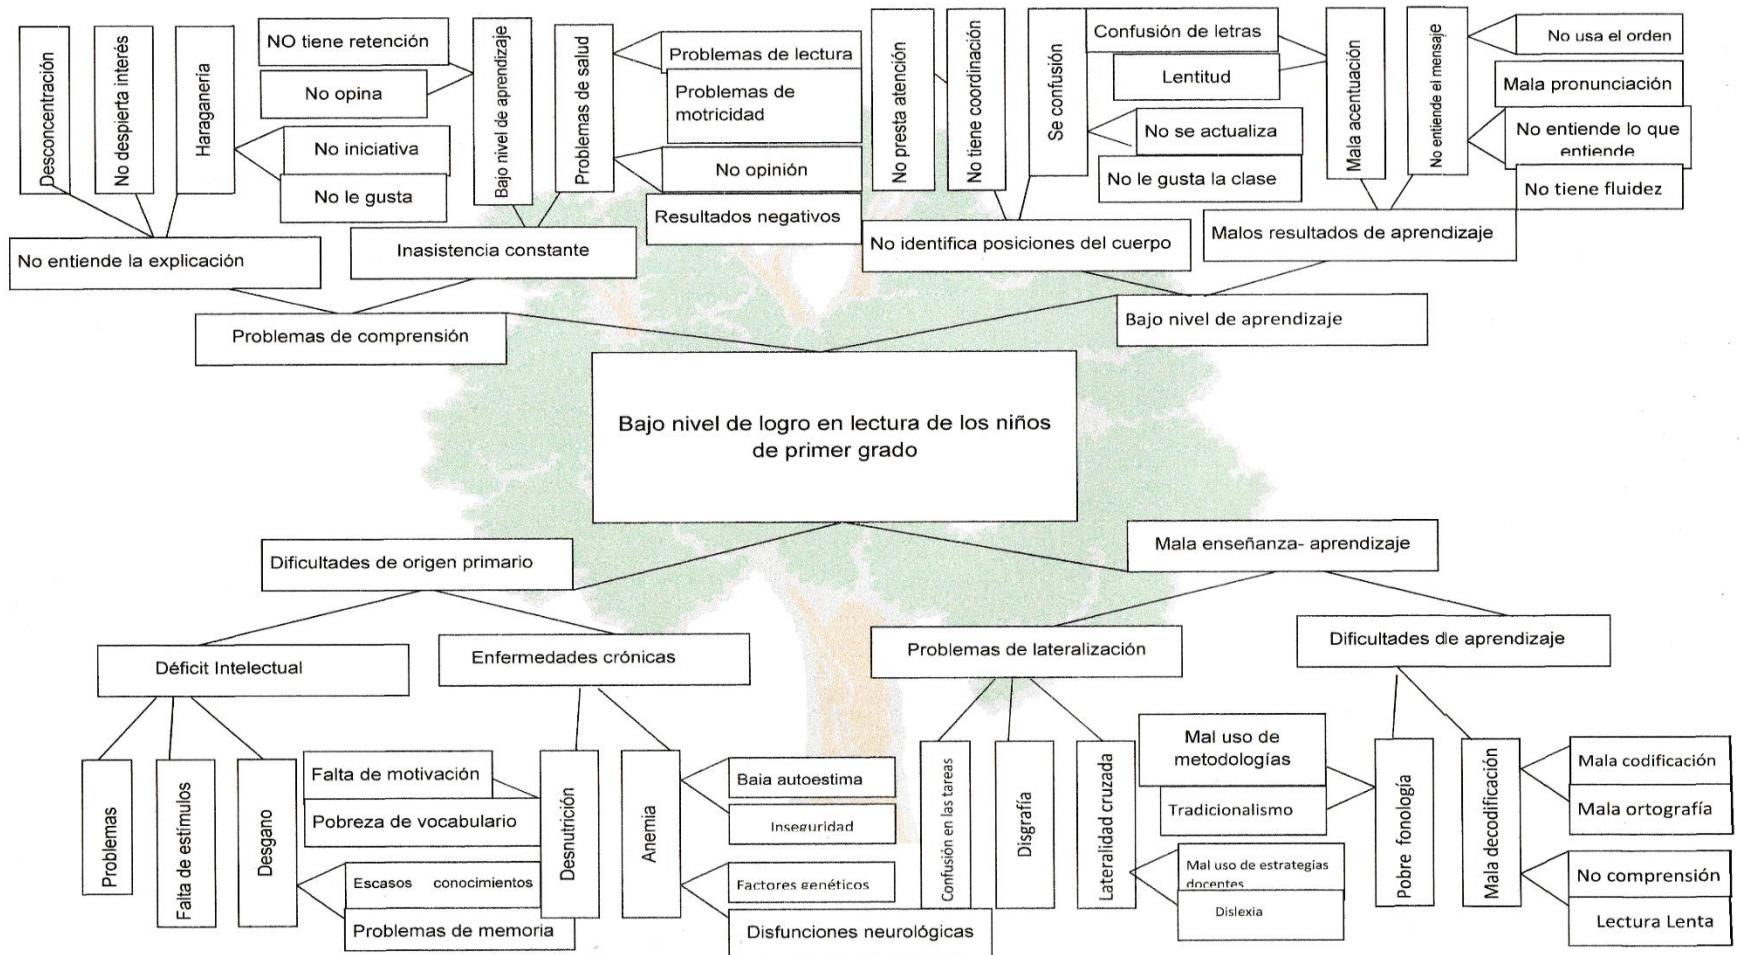 Desconcentración
No despierta interés
Haraganería
NO tiene retención
No opina
No iniciativa
No le gusta
Bajo nivel de aprendizaje
Problemas de salud
Problemas de lectura
Problemas de
motricidad
No opinión
Resultados negativos
No presta atención
No tiene coordinación
Se confusión
Confusión de letras
Lentitud
No se actualiza
No le gusta la clase
Mala acentuación
No entiende el mensaje
No usa el orden
Mala pronunciación
No entiende lo que
entiende
No tiene fluidez
No entiende la explicación
Inasistencia constante
No identifica posiciones del cuerpo
Malos resultados de aprendizaje
Problemas de comprensión
Bajo nivel de aprendizaje
Bajo nivel de logro en lectura de los niños
de primer grado
Dificultades de origen primario
Mala enseñanza- aprendizaje
Déficit Intelectual
Enfermedades crónicas
Problemas de lateralización
Dificultades de aprendizaje
Problemas
Falta de estímulos
Desgano
Falta de motivación
Pobreza de vocabulario
Escasos conocimientos
Problemas de memoria
Desnutrición
Anemia
Baja autoestima
Inseguridad
Factores genéticos
Disfunciones neurológicas
Confusión en las tareas
Disgrafía
Lateralidad cruzada
Mal uso de
metodologías
Tradicionalismo
Mal uso de estrategias
docentes
Dislexia
Pobre fonología
Mala decodificación
Mala codificación
Mala ortografía
No comprensión
Lectura Lenta